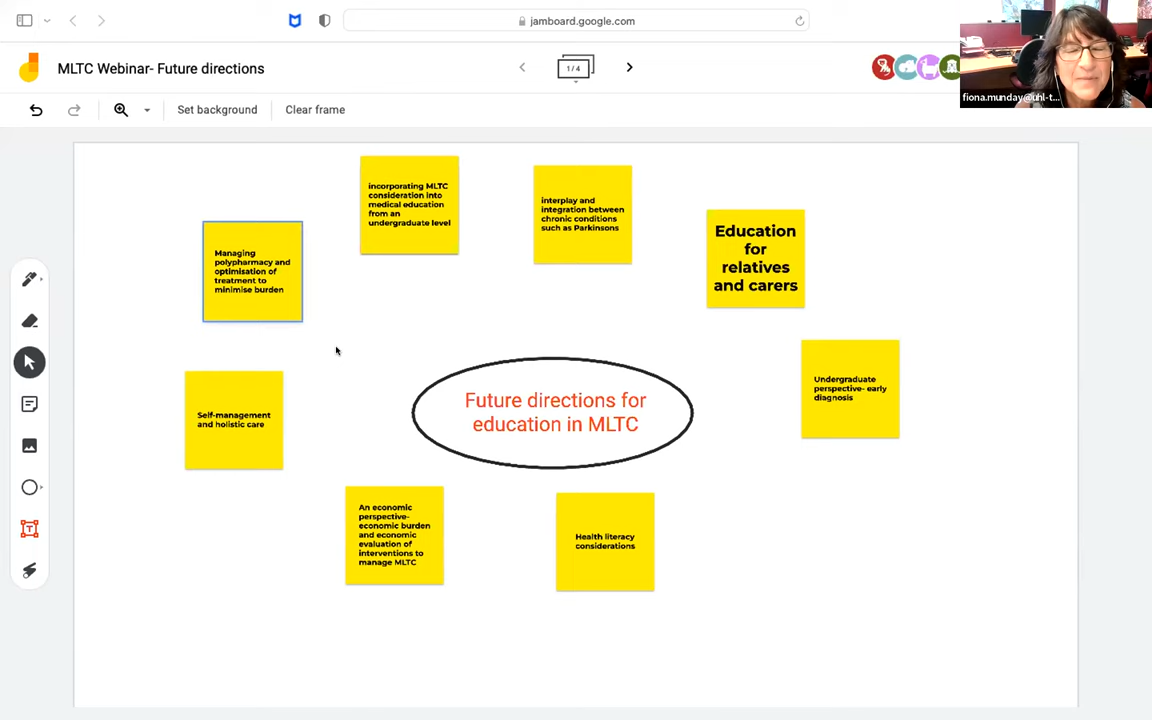 jamboard.google.com
MLTC Webinar- Future directions
1/4
fiona.munday@uhl-t...
Set background
Clear frame
incorporating MLTC
consideration into
medical education
from an
undergraduate level
interplay and
integration between
chronic conditions
such as Parkinsons
Education
for
relatives
and carers
Managing
polypharmacy and
optimisation of
treatment to
minimise burden
Undergraduate
perspective- early
diagnosis
Future directions for
education in MLTC
Self-management
and holistic care
An economic
perspective-
economic burden
and economic
evaluation of
interventions to
manage MLTC
Health literacy
considerations
T